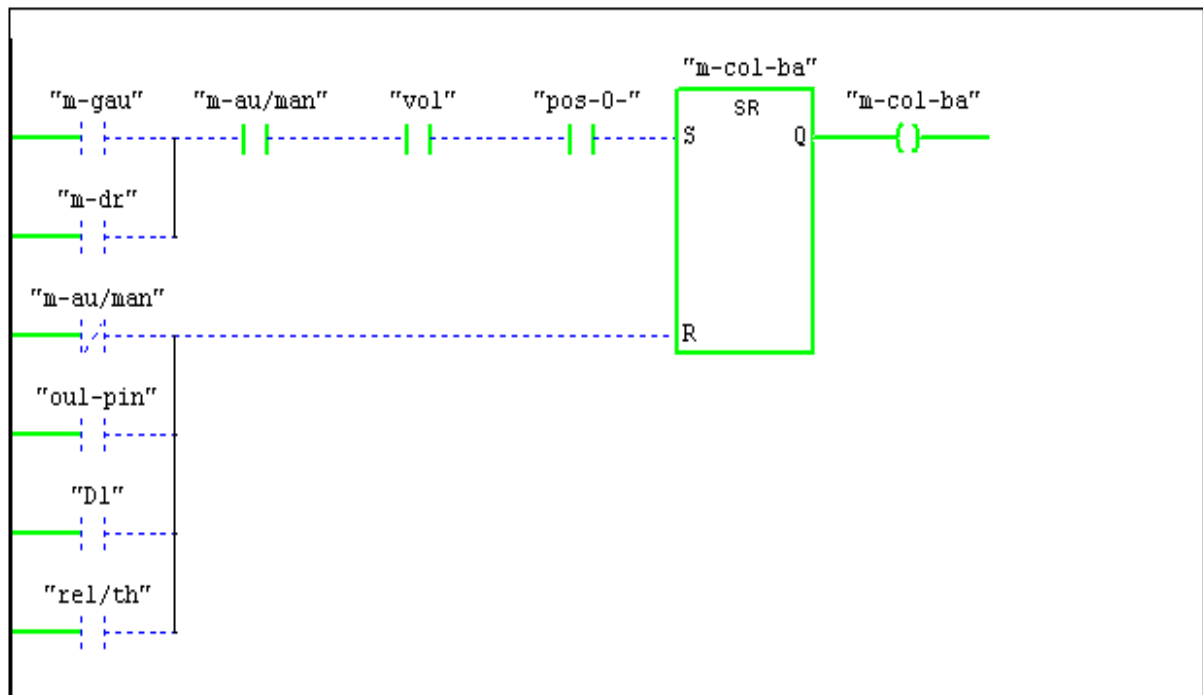 "m-col-ba"
"m-gau" "m-au/man" "vol" "pos-0-" SR "m-col-ba"
S Q
"m-dr"
"m-au/man"
R
"oul-pin"
"D1"
"rel/th"